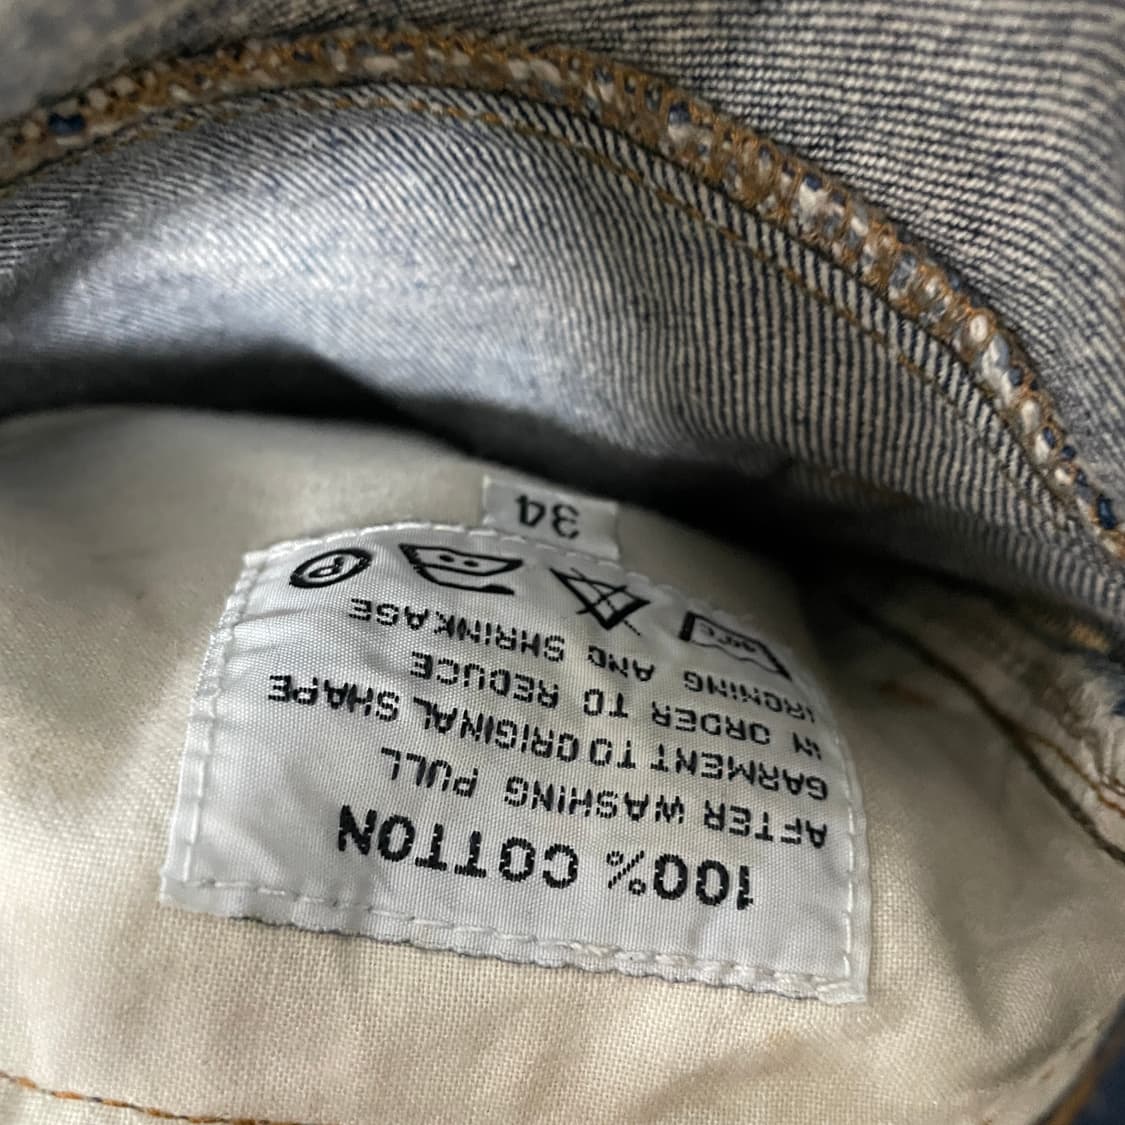 100% COTTON
AFTER WASHING PULL
GARMENT TO ORIGINAL SHAPE
IN ORDER TO REDUCE
IRONING AND SHRINKAGE
P
34